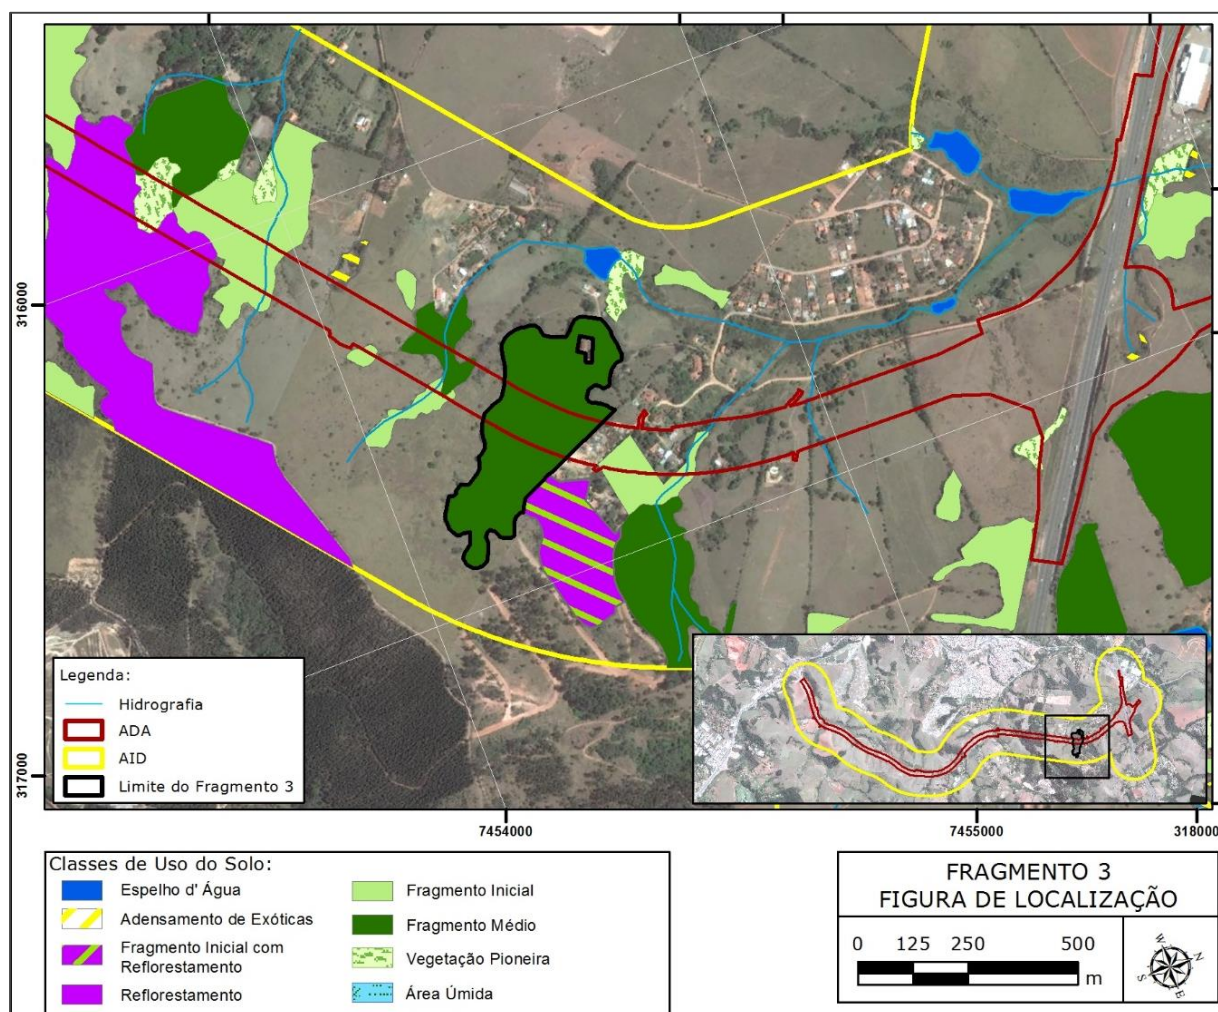 316000
317000
7454000
7455000
318000
Legenda:
Hidrografia
ADA
AID
Limite do Fragmento 3
Classes de Uso do Solo:
Espelho d' Água
Adensamento de Exóticas
Fragmento Inicial com
Reflorestamento
Reflorestamento
Fragmento Inicial
Fragmento Médio
Vegetação Pioneira
Área Úmida
FRAGMENTO 3
FIGURA DE LOCALIZAÇÃO
0 125 250 500
m
W
N
S
E